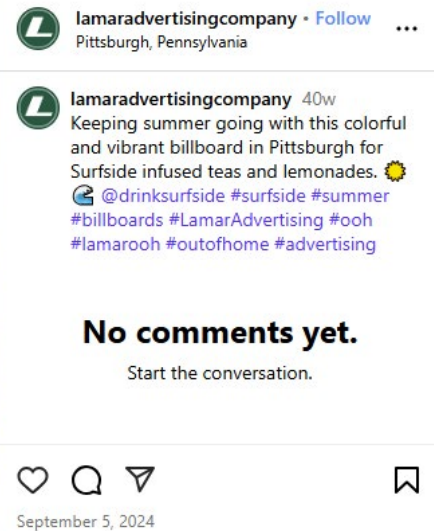 lamaradvertisingcompany • Follow
Pittsburgh, Pennsylvania
lamaradvertisingcompany 40w
Keeping summer going with this colorful
and vibrant billboard in Pittsburgh for
Surfside infused teas and lemonades. 🌞
🌊 @drinksurfside #surfside #summer
#billboards #LamarAdvertising #ooh
#lamarooh #outofhome #advertising
No comments yet.
Start the conversation.
September 5, 2024